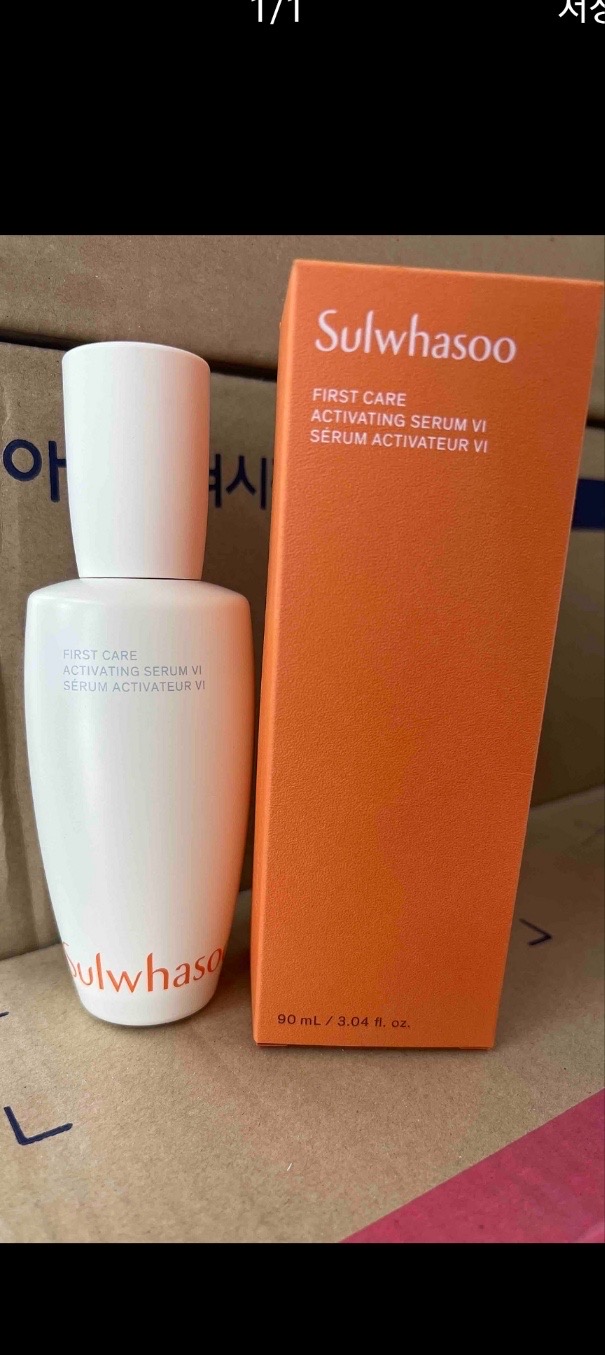 1/1
Sulwhasoo
FIRST CARE
ACTIVATING SERUM VI
SÉRUM ACTIVATEUR VI
90 mL / 3.04 fl. oz.
FIRST CARE
ACTIVATING SERUM VI
SÉRUM ACTIVATEUR VI
Sulwhasoo